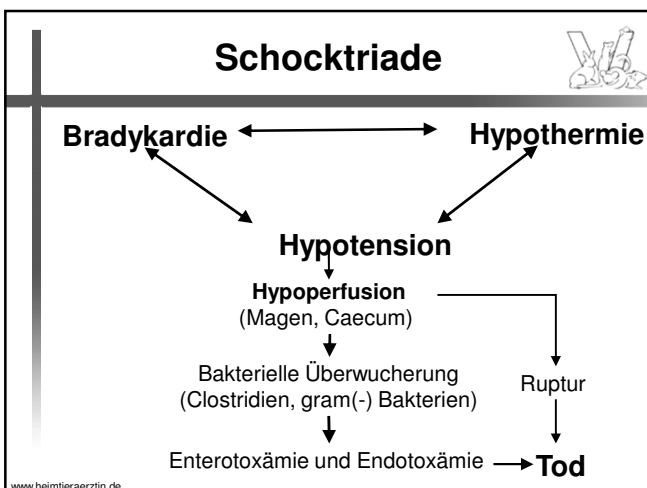 Schocktriade
Bradykardie
Hypothermie
Hypotension
Hypoperfusion
(Magen, Caecum)
Bakterielle Überwucherung
(Clostridien, gram(-) Bakterien)
Ruptur
Enterotoxämie und Endotoxämie
Tod
www.heimtieraerztin.de